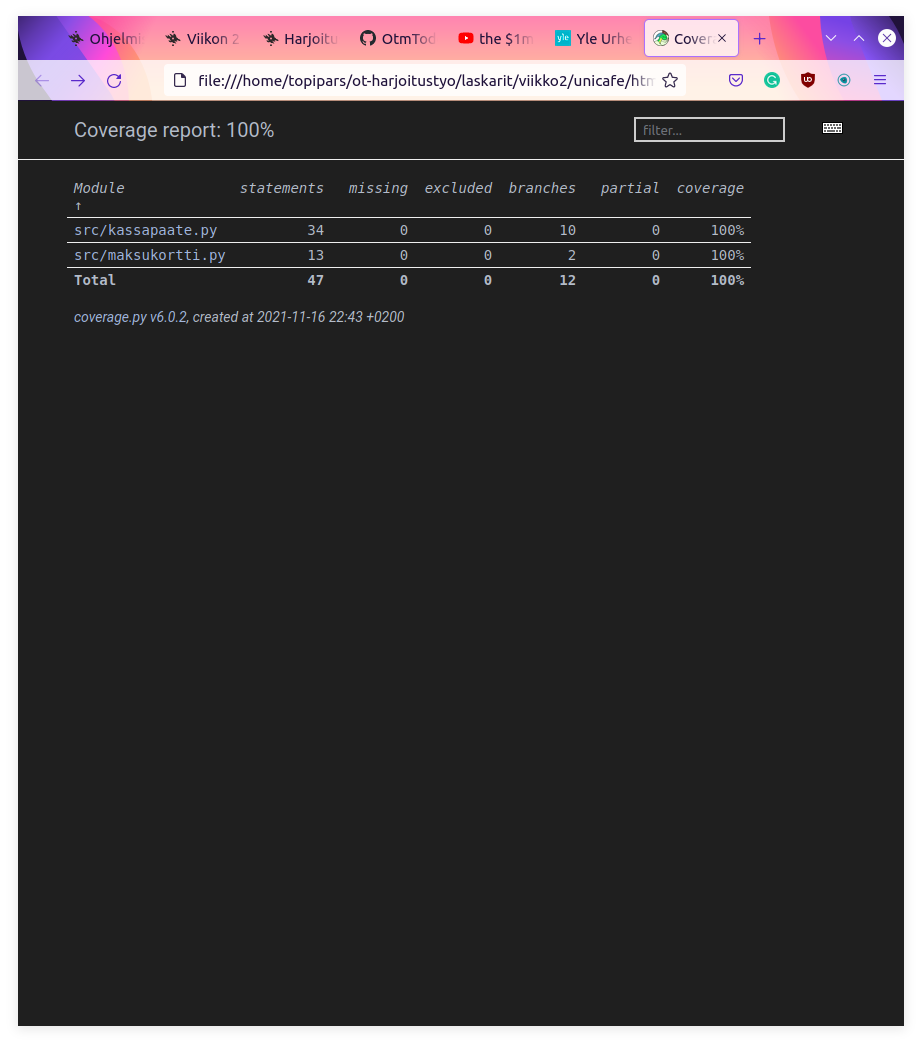 Ohjelmi Viikon 2 Harjoitu OtmTod the $1m Yle Urhe Cover
file:///home/topipars/ot-harjoitustyo/laskarit/viikko2/unicafe/htm
Coverage report: 100% filter...
Module statements missing excluded branches partial coverage
↑
src/kassapaate.py 34 0 0 10 0 100%
src/maksukortti.py 13 0 0 2 0 100%
Total 47 0 0 12 0 100%
coverage.py v6.0.2, created at 2021-11-16 22:43 +0200